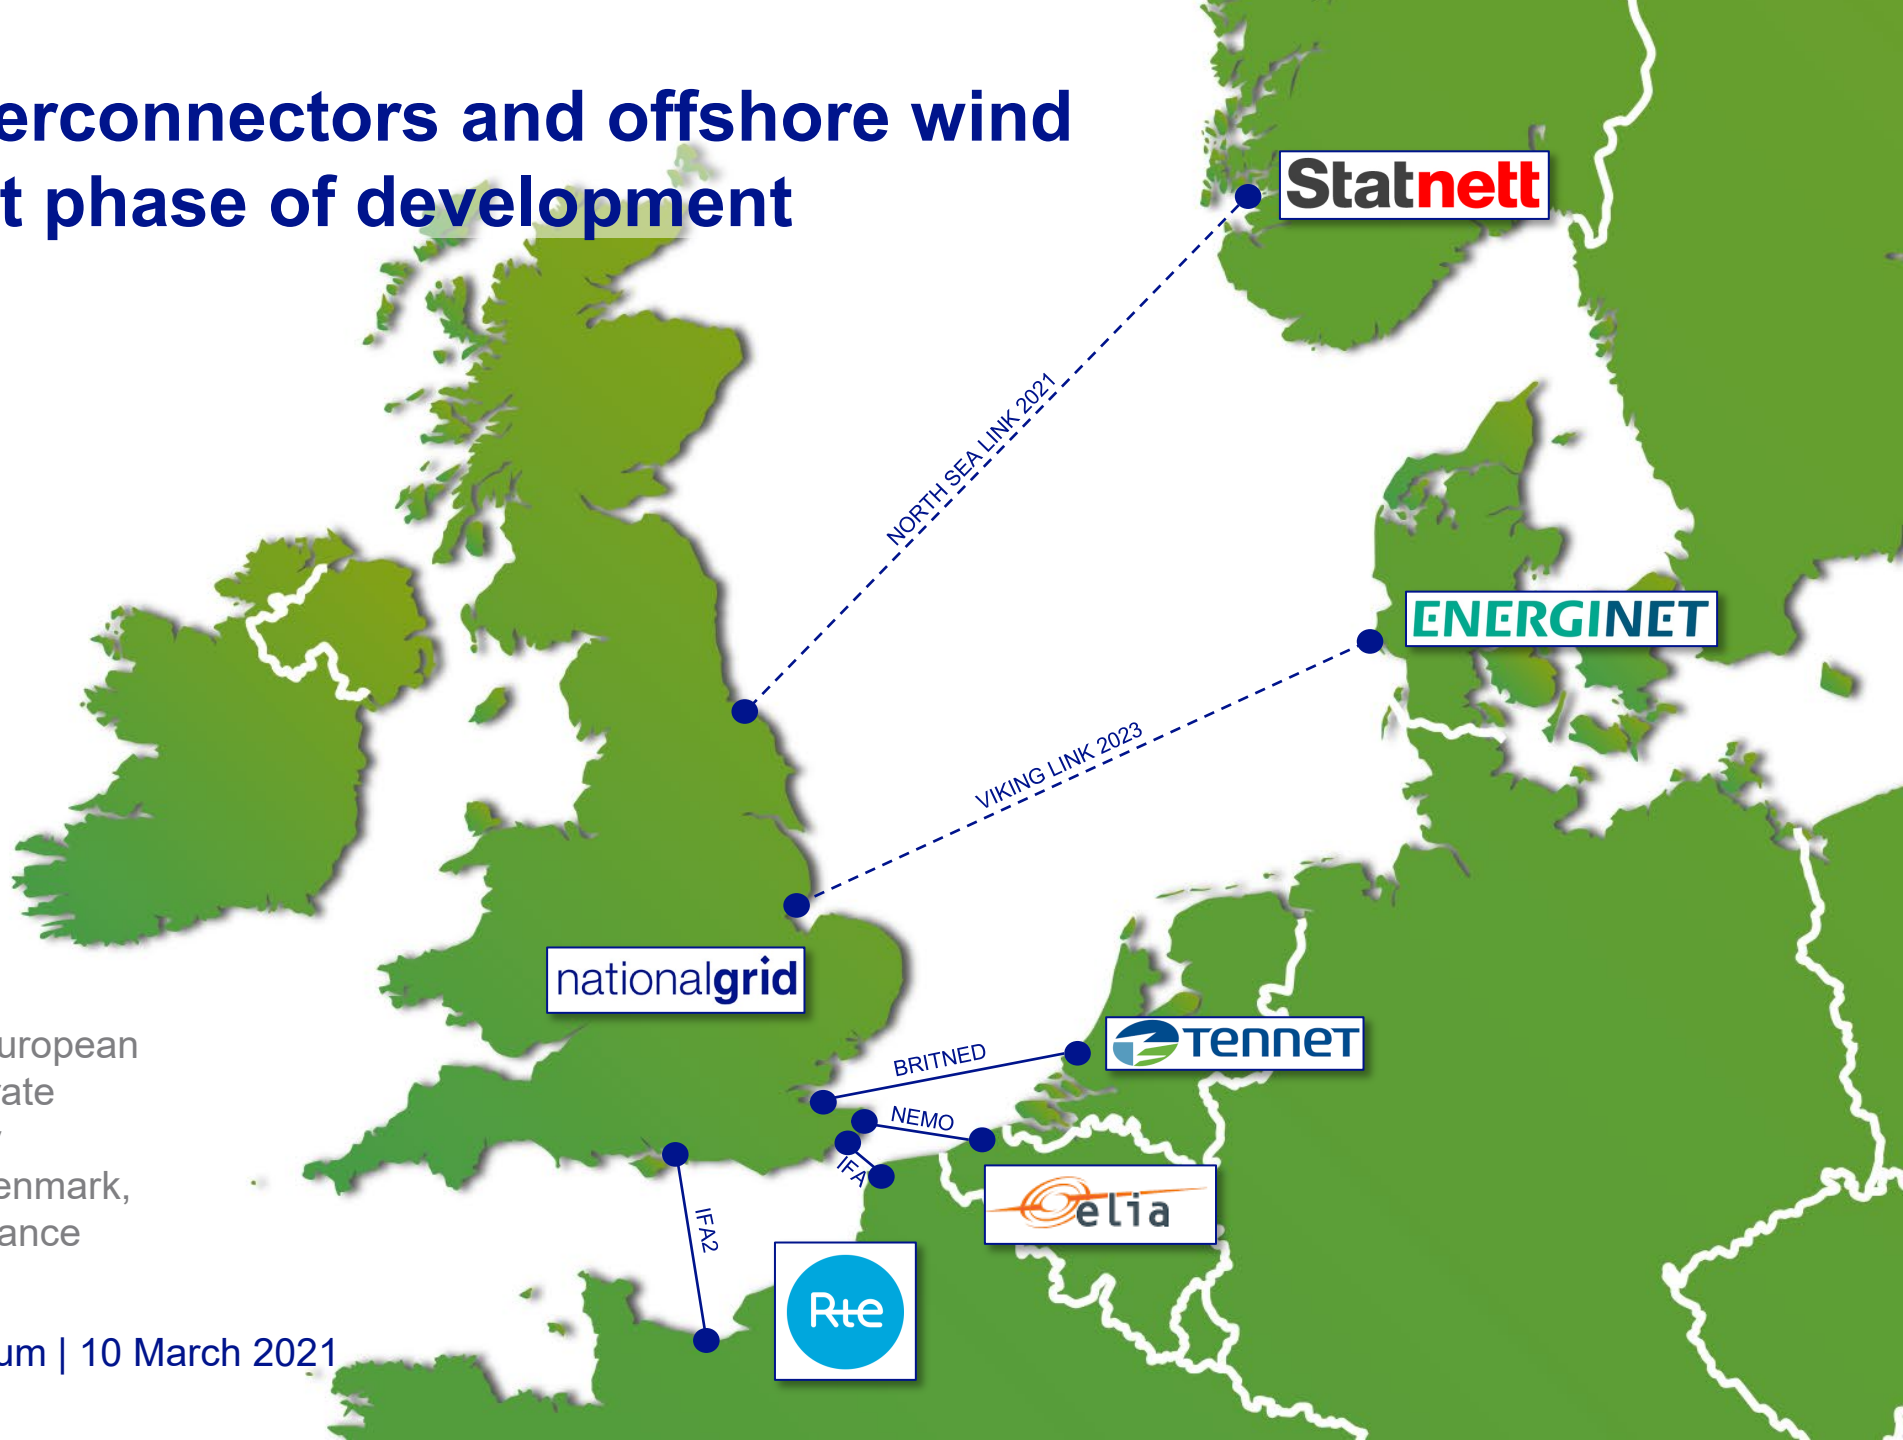 erconnectors and offshore wind
t phase of development
Statnett
NORTH SEA LINK 2021
ENERGINET
VIKING LINK 2023
nationalgrid
TENNET
BRITNED
NEMO
IFA
elia
IFA2
Rte
uropean
ate
enmark,
ance
um | 10 March 2021